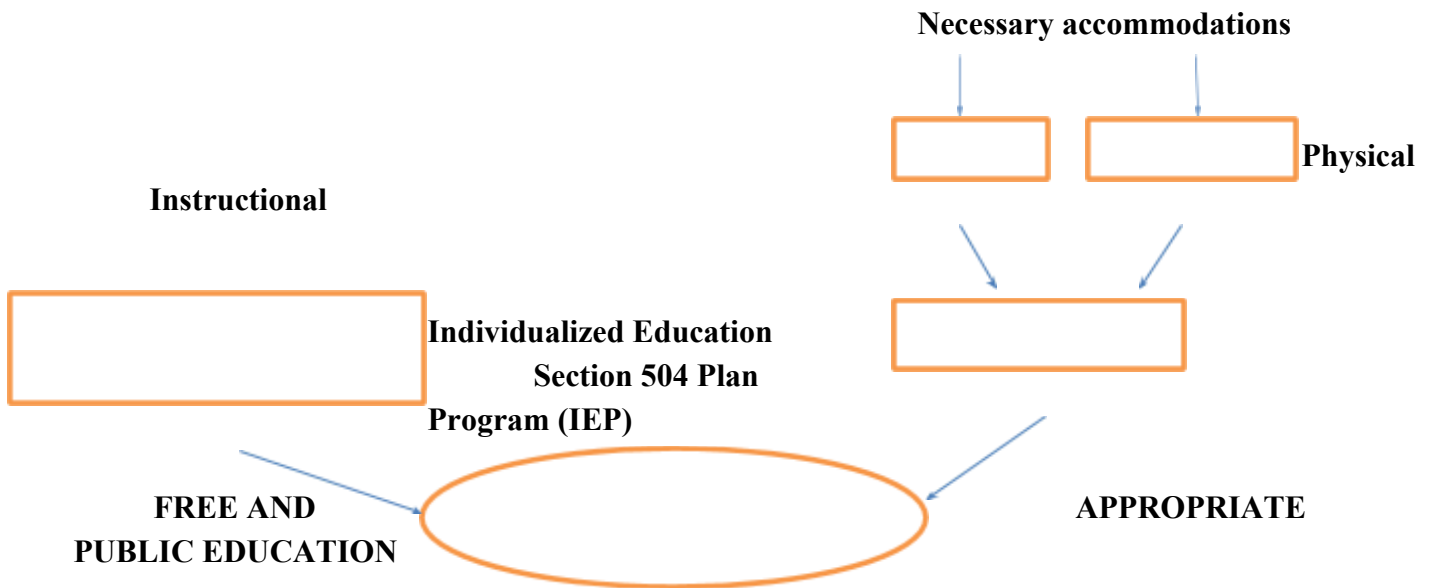 Necessary accommodations
Physical
Instructional
Individualized Education
Section 504 Plan
Program (IEP)
FREE AND
APPROPRIATE
PUBLIC EDUCATION